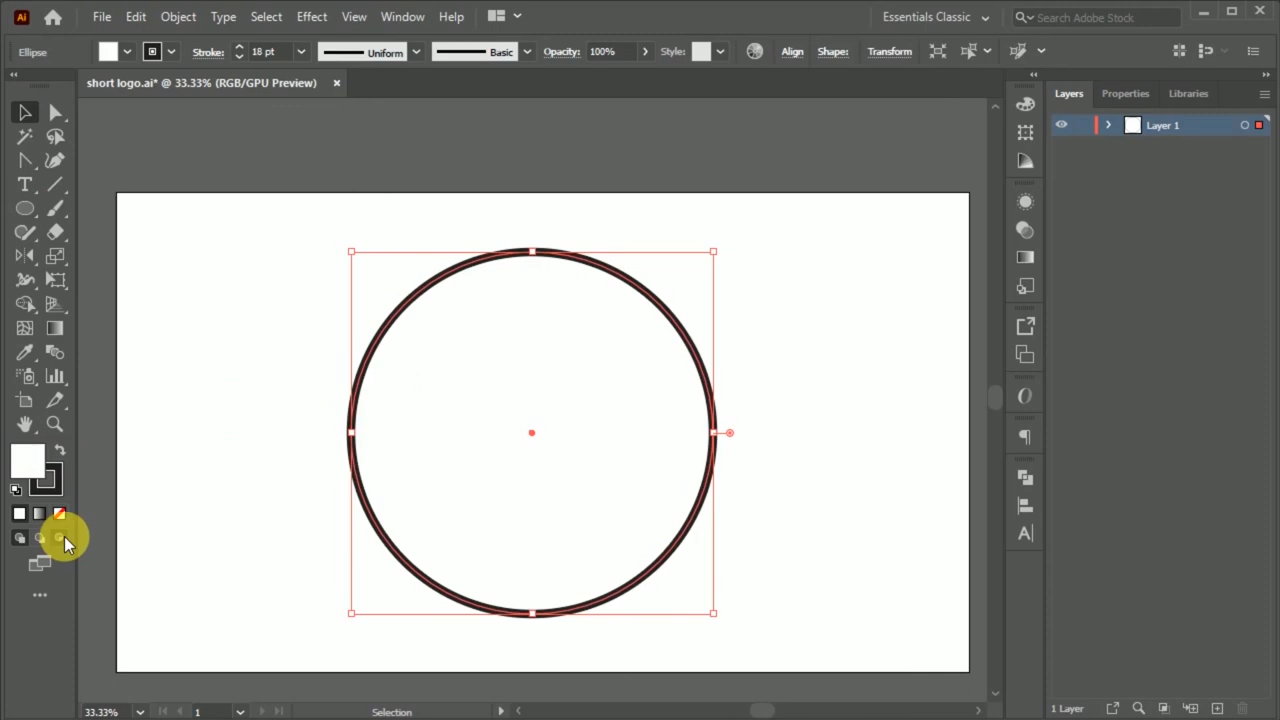 Ai File Edit Object Type Select Effect View Window Help Essentials Classic Search Adobe Stock
Ellipse Stroke: 18 pt Uniform Basic Opacity: 100% Style: Align Shape: Transform
short logo.ai* @ 33.33% (RGB/GPU Preview) × Layers Properties Libraries
Layer 1
33.33% 1 Selection 1 Layer